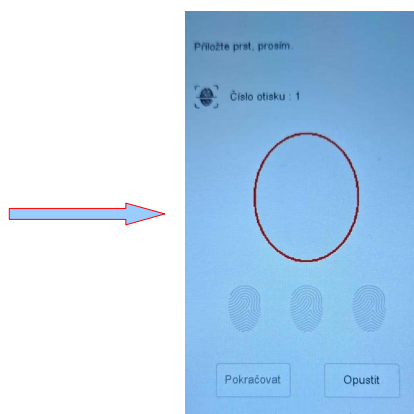 Přiložte prst, prosím.
Číslo otisku : 1
Pokračovat
Opustit